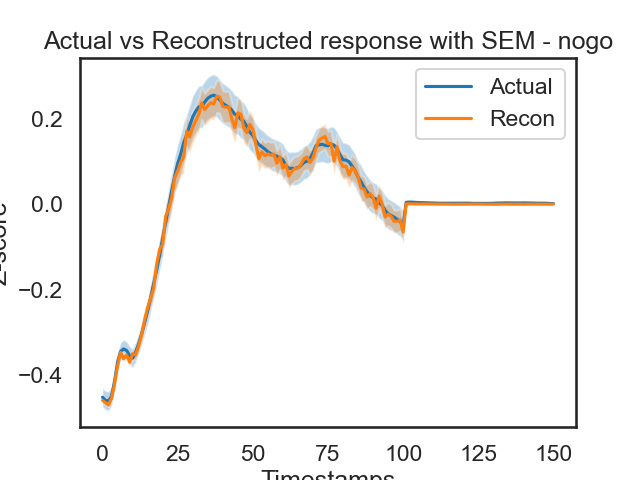 Actual vs Reconstructed response with SEM - nogo
Actual
Recon
0.2
0.0
−0.2
−0.4
Z-score
0 25 50 75 100 125 150
Timestamps